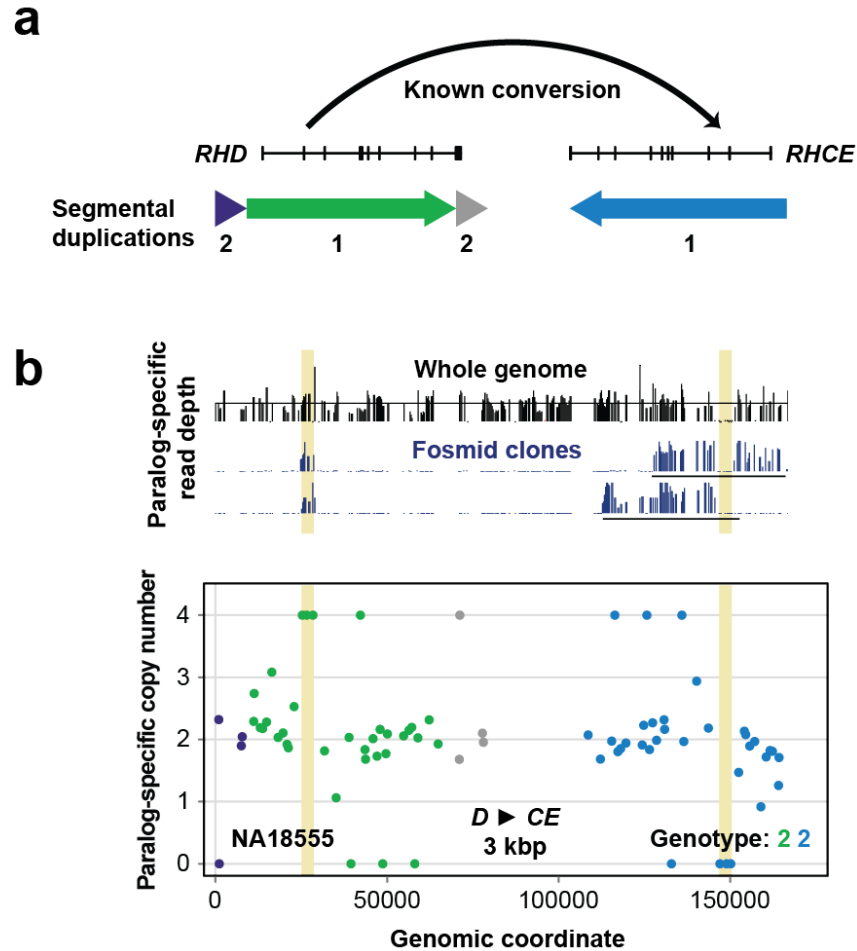 a
Known conversion
RHD
RHCE
Segmental
duplications
2
1
2
1
b
Paralog-specific
read depth
Whole genome
Fosmid clones
Paralog-specific copy number
4
3
2
1
0
NA18555
D ► CE
3 kbp
Genotype: 2 2
0
50000
100000
150000
Genomic coordinate